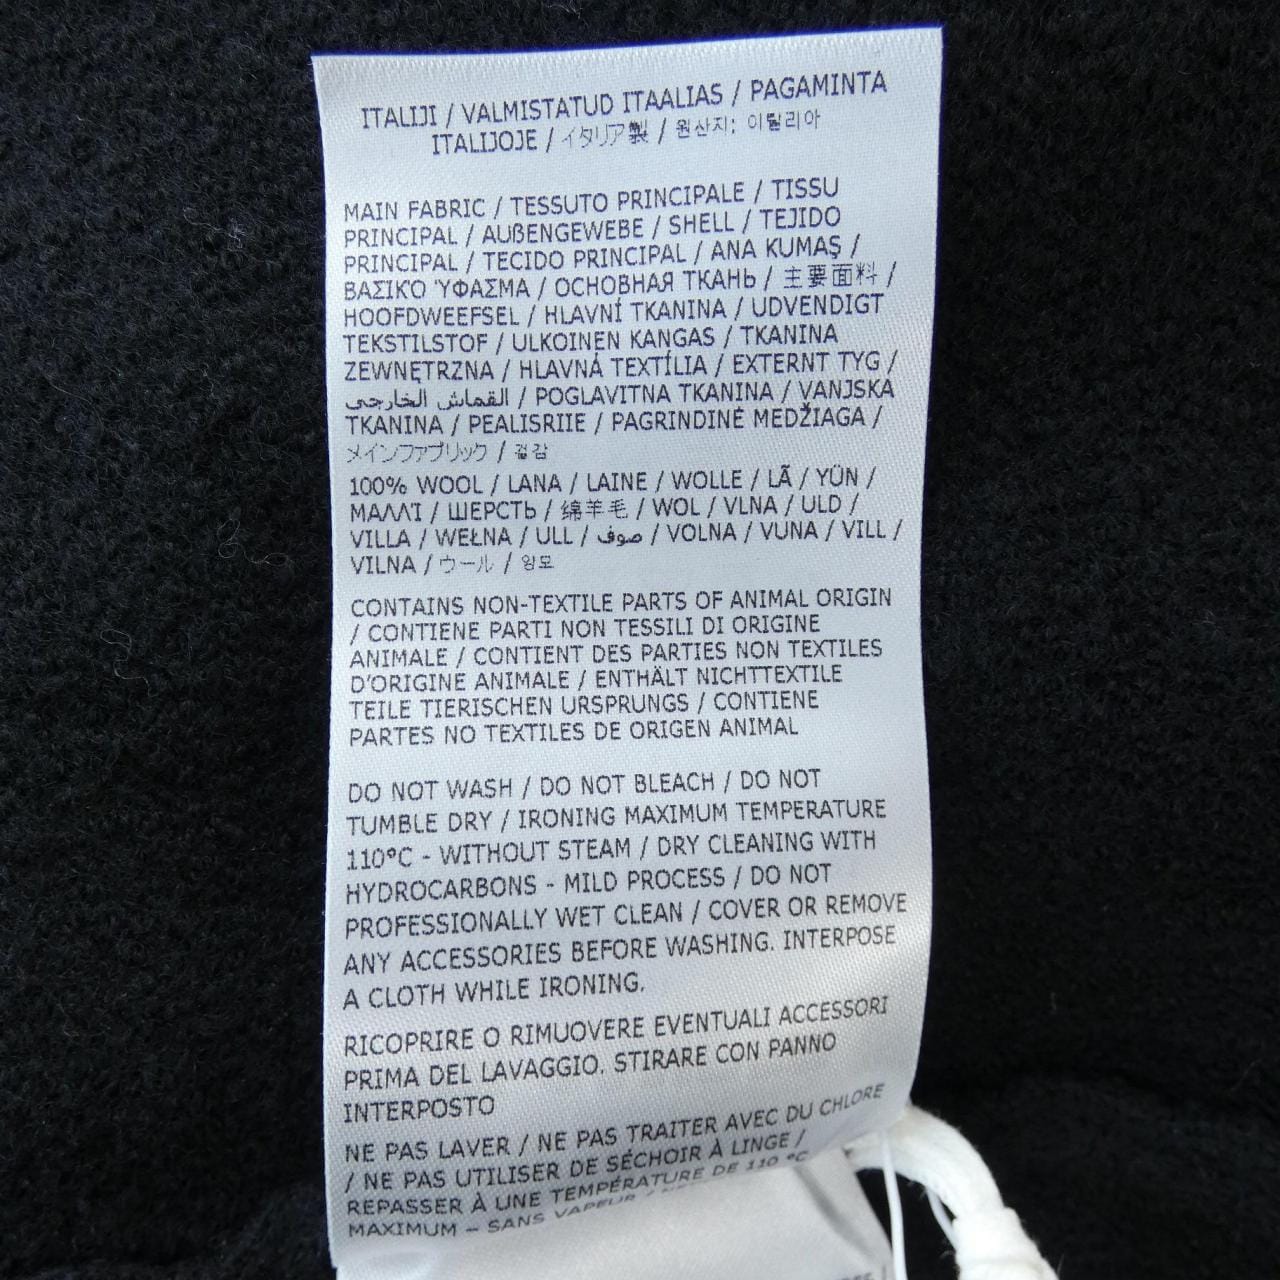 ITALIJI / VALMISTATUD ITAALIAS / PAGAMINTA
ITALIJOJE / イタリア製 / 원산지: 이탈리아
MAIN FABRIC / TESSUTO PRINCIPALE / TISSU
PRINCIPAL / AUßENGEWEBE / SHELL / TEJIDO
PRINCIPAL / TECIDO PRINCIPAL / ANA KUMAŞ /
ΒΑΣΙΚΌ ΎΦΑΣΜΑ / ОСНОВНАЯ ТКАНЬ / 主要面料 /
HOOFDWEEFSEL / HLAVNÍ TKANINA / UDVENDIGT
TEKSTILSTOF / ULKOINEN KANGAS / TKANINA
ZEWNĘTRZNA / HLAVNÁ TEXTÍLIA / EXTERNT TYG /
القماش الخارجي / POGLAVITNA TKANINA / VANJSKA
TKANINA / PEALISRIIE / PAGRINDINĖ MEDŽIAGA /
メインファブリック / 겉감
100% WOOL / LANA / LAINE / WOLLE / LÃ / YÜN /
ΜΑΛΛΊ / ШЕРСТЬ / 绵羊毛 / WOL / VLNA / ULD /
VILLA / WEŁNA / ULL / صوف / VOLNA / VUNA / VILL /
VILNA / ウール / 양모
CONTAINS NON-TEXTILE PARTS OF ANIMAL ORIGIN
/ CONTIENE PARTI NON TESSILI DI ORIGINE
ANIMALE / CONTIENT DES PARTIES NON TEXTILES
D'ORIGINE ANIMALE / ENTHÄLT NICHTTEXTILE
TEILE TIERISCHEN URSPRUNGS / CONTIENE
PARTES NO TEXTILES DE ORIGEN ANIMAL
DO NOT WASH / DO NOT BLEACH / DO NOT
TUMBLE DRY / IRONING MAXIMUM TEMPERATURE
110°C - WITHOUT STEAM / DRY CLEANING WITH
HYDROCARBONS - MILD PROCESS / DO NOT
PROFESSIONALLY WET CLEAN / COVER OR REMOVE
ANY ACCESSORIES BEFORE WASHING. INTERPOSE
A CLOTH WHILE IRONING.
RICOPRIRE O RIMUOVERE EVENTUALI ACCESSORI
PRIMA DEL LAVAGGIO. STIRARE CON PANNO
INTERPOSTO
NE PAS LAVER / NE PAS TRAITER AVEC DU CHLORE
/ NE PAS UTILISER DE SÉCHOIR À LINGE /
REPASSER À UNE TEMPÉRATURE DE 110 °C
MAXIMUM – SANS VAPEUR /